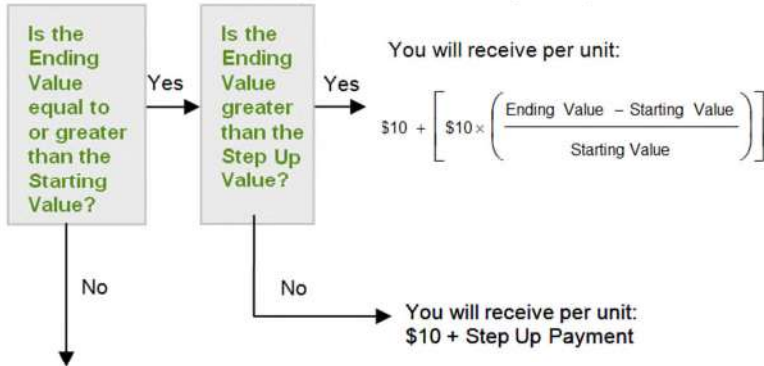 Is the
Ending
Value
equal to
or greater
than the
Starting
Value?
Yes
Is the
Ending
Value
greater
than the
Step Up
Value?
Yes
You will receive per unit:
$10 + [ $10 × ( Ending Value – Starting Value
Starting Value ) ]
No
No
You will receive per unit:
$10 + Step Up Payment